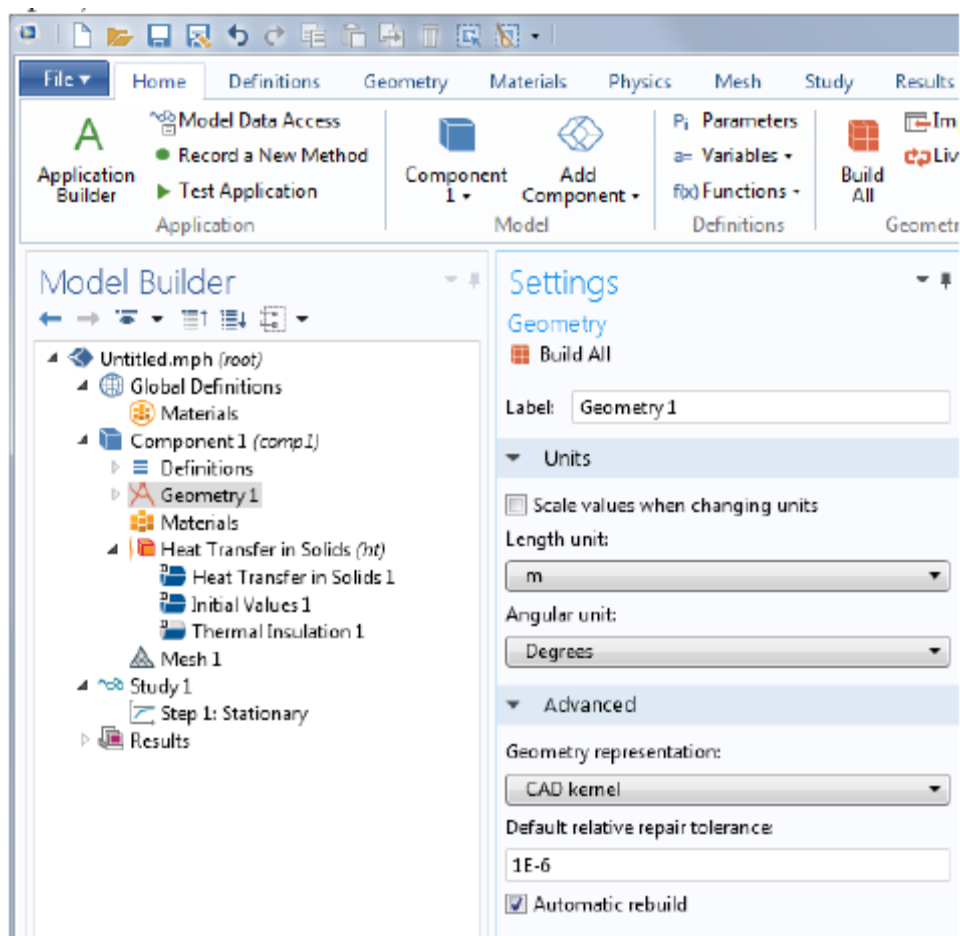 File Home Definitions Geometry Materials Physics Mesh Study Results
A
Application Builder
Model Data Access
Record a New Method
Test Application
Application
Component 1
Add Component
Model
Pi Parameters
a= Variables
f(x) Functions
Definitions
Build All
Im
Liv
Geometr
Model Builder
Untitled.mph (root)
Global Definitions
Materials
Component 1 (comp1)
Definitions
Geometry 1
Materials
Heat Transfer in Solids (ht)
Heat Transfer in Solids 1
Initial Values 1
Thermal Insulation 1
Mesh 1
Study 1
Step 1: Stationary
Results
Settings
Geometry
Build All
Label: Geometry 1
Units
Scale values when changing units
Length unit:
m
Angular unit:
Degrees
Advanced
Geometry representation:
CAD kernel
Default relative repair tolerance:
1E-6
Automatic rebuild